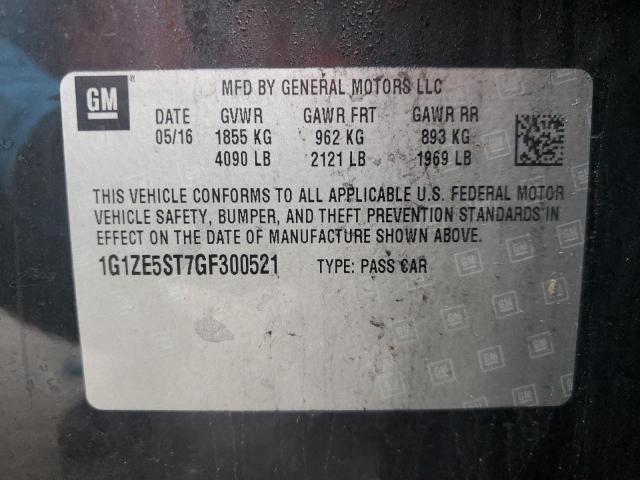 GM ® MFD BY GENERAL MOTORS LLC
DATE GVWR GAWR FRT GAWR RR
05/16 1855 KG 962 KG 893 KG
4090 LB 2121 LB 1969 LB
THIS VEHICLE CONFORMS TO ALL APPLICABLE U.S. FEDERAL MOTOR
VEHICLE SAFETY, BUMPER, AND THEFT PREVENTION STANDARDS IN
EFFECT ON THE DATE OF MANUFACTURE SHOWN ABOVE.
1G1ZE5ST7GF300521 TYPE: PASS CAR